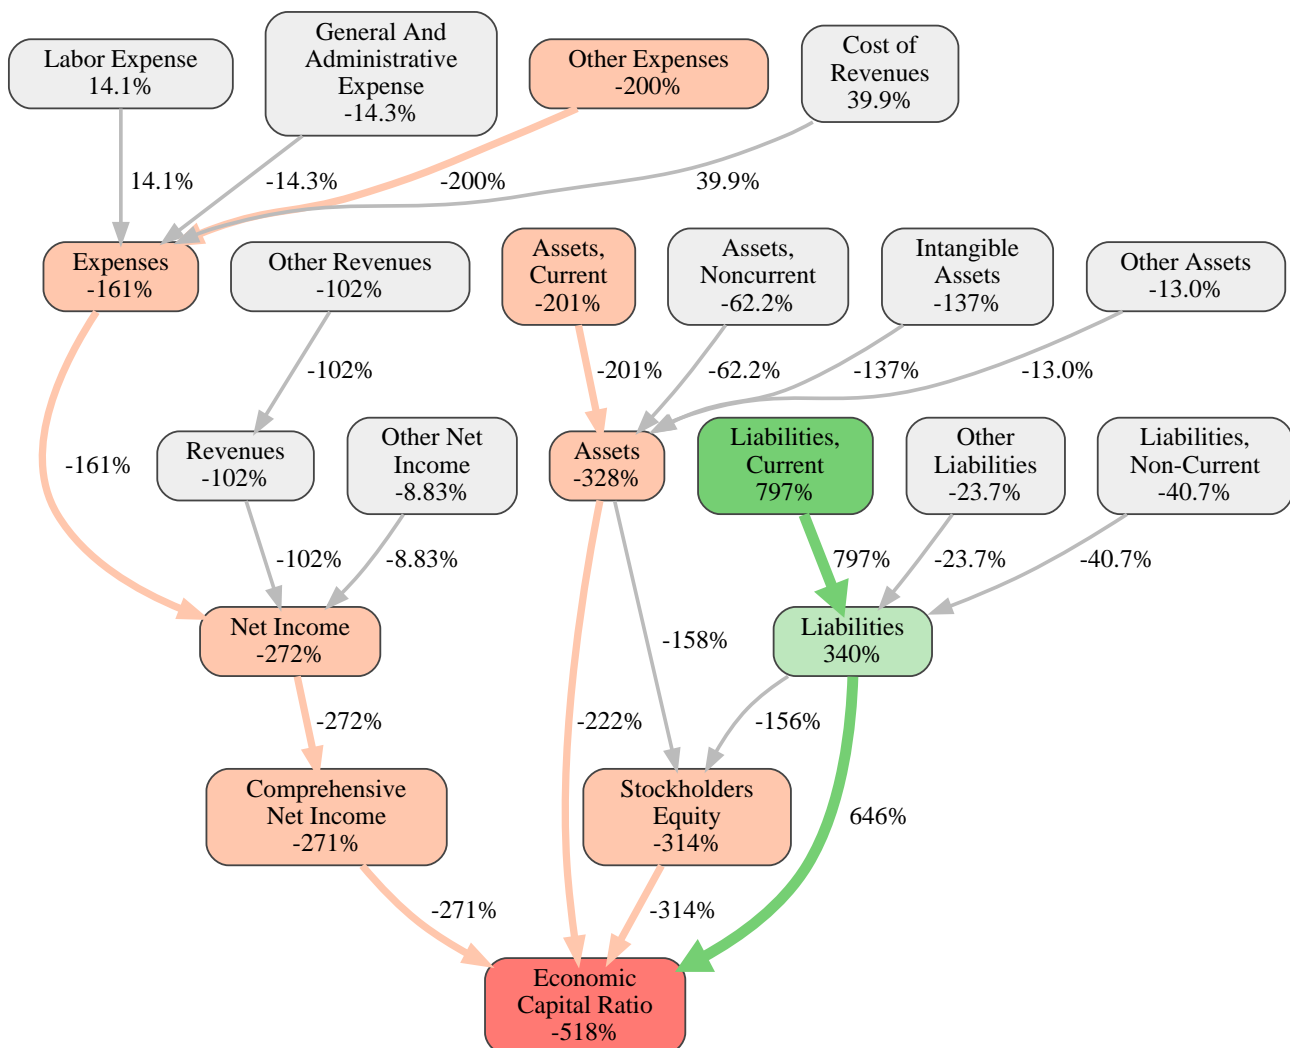 Labor Expense
14.1%
General And
Administrative
Expense
-14.3%
Other Expenses
-200%
Cost of
Revenues
39.9%
14.1%
-14.3%
-200%
39.9%
Expenses
-161%
Other Revenues
-102%
Assets,
Current
-201%
Assets,
Noncurrent
-62.2%
Intangible
Assets
-137%
Other Assets
-13.0%
-102%
-201%
-62.2%
-137%
-13.0%
-161%
Revenues
-102%
Other Net
Income
-8.83%
Assets
-328%
Liabilities,
Current
797%
Other
Liabilities
-23.7%
Liabilities,
Non-Current
-40.7%
-102%
-8.83%
797%
-23.7%
-40.7%
Net Income
-272%
-158%
Liabilities
340%
-272%
-222%
-156%
Comprehensive
Net Income
-271%
Stockholders
Equity
-314%
646%
-271%
-314%
Economic
Capital Ratio
-518%